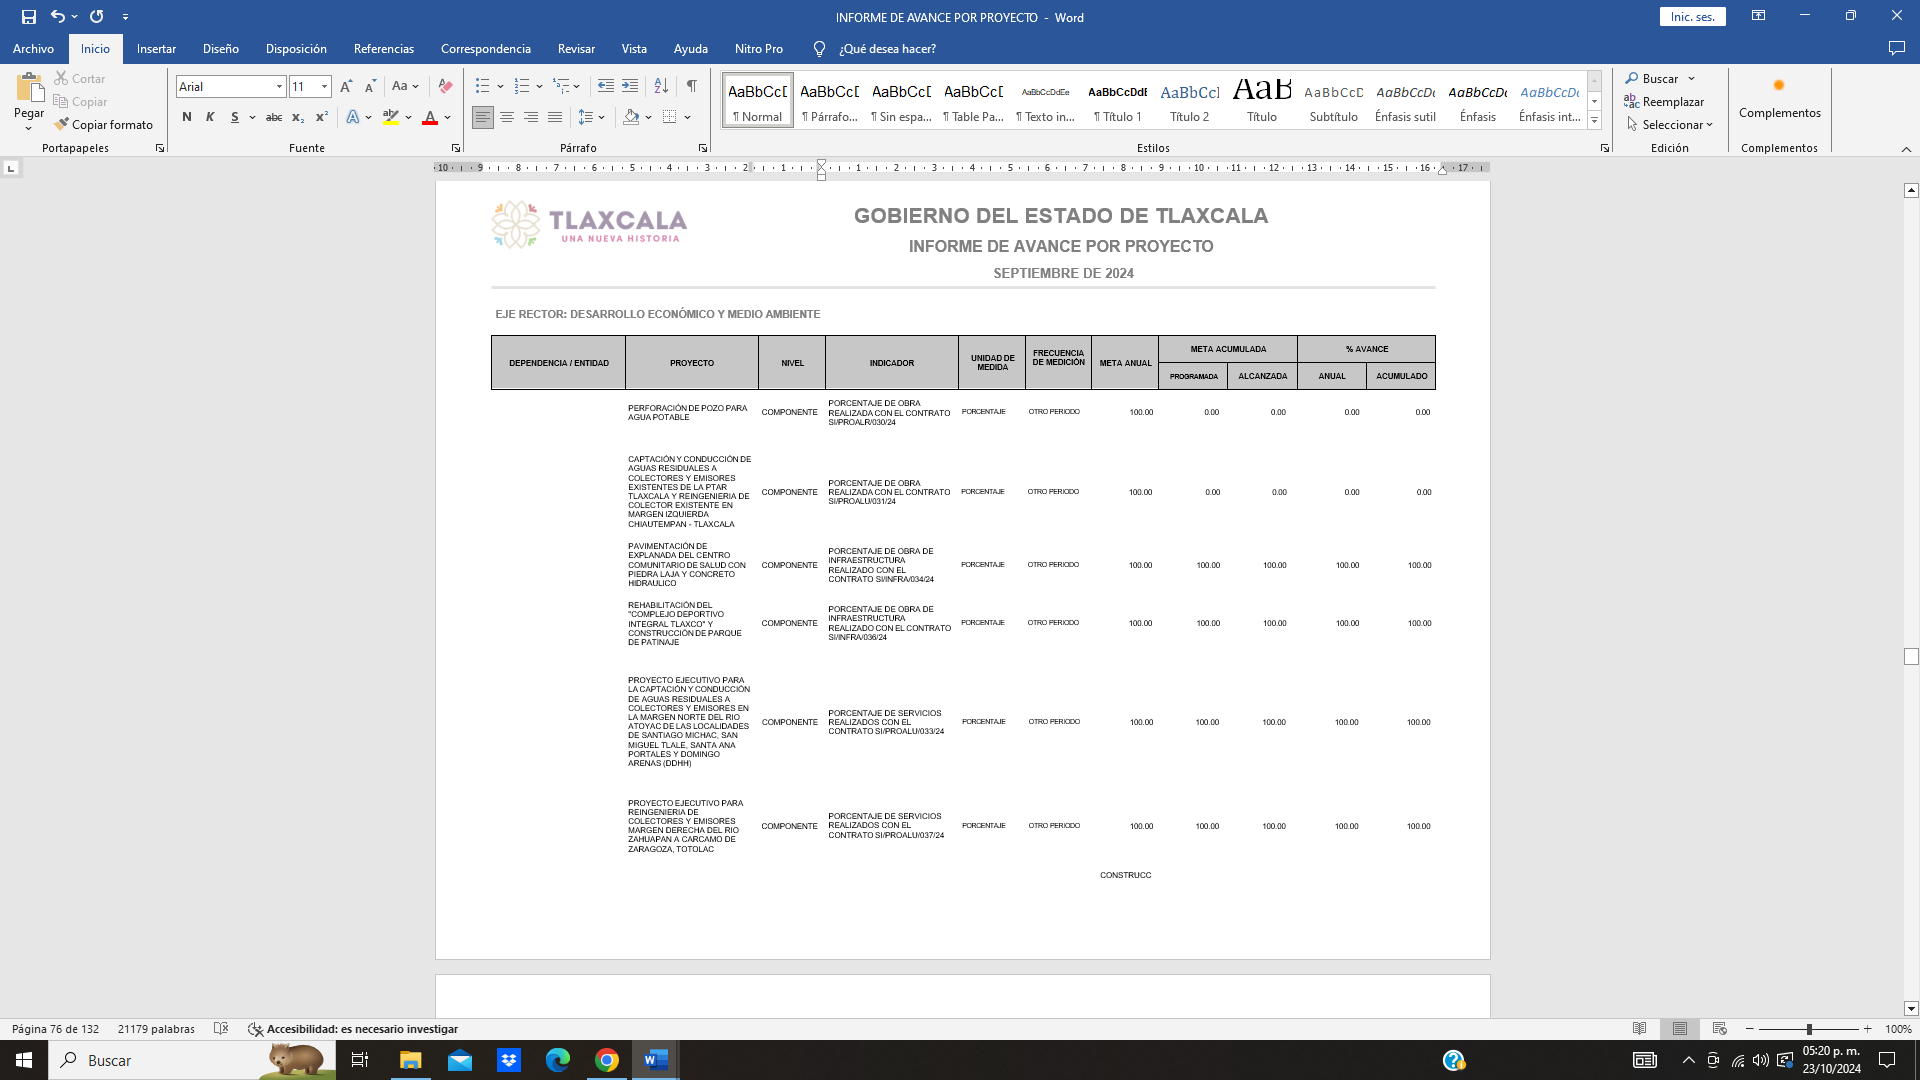 INFORME DE AVANCE POR PROYECTO - Word
Inic. ses.
Archivo
Inicio
Insertar
Diseño
Disposición
Referencias
Correspondencia
Revisar
Vista
Ayuda
Nitro Pro
¿Qué desea hacer?
Pegar
Cortar
Copiar
Copiar formato
Portapapeles
Arial
11
Fuente
Párrafo
AaBbCcD
¶ Normal
¶ Párrafo...
¶ Sin espa...
¶ Table Pa...
¶ Texto in...
¶ Título 1
Título 2
Título
Subtítulo
Énfasis sutil
Énfasis
Énfasis int...
Estilos
Buscar
Reemplazar
Seleccionar
Edición
Complementos
Complementos
TLAXCALA
UNA NUEVA HISTORIA
GOBIERNO DEL ESTADO DE TLAXCALA
INFORME DE AVANCE POR PROYECTO
SEPTIEMBRE DE 2024
EJE RECTOR: DESARROLLO ECONÓMICO Y MEDIO AMBIENTE
DEPENDENCIA / ENTIDAD
PROYECTO
NIVEL
INDICADOR
UNIDAD DE
MEDIDA
FRECUENCIA
DE MEDICIÓN
META ANUAL
META ACUMULADA
PROGRAMADA
ALCANZADA
% AVANCE
ANUAL
ACUMULADO
PERFORACIÓN DE POZO PARA
AGUA POTABLE
COMPONENTE
PORCENTAJE DE OBRA
REALIZADA CON EL CONTRATO
SI/PROALR/030/24
PORCENTAJE
OTRO PERIODO
100.00
0.00
0.00
0.00
0.00
CAPTACIÓN Y CONDUCCIÓN DE
AGUAS RESIDUALES A
COLECTORES Y EMISORES
EXISTENTES DE LA PTAR
TLAXCALA Y REINGENIERIA DE
COLECTOR EXISTENTE EN
MARGEN IZQUIERDA
CHIAUTEMPAN - TLAXCALA
COMPONENTE
PORCENTAJE DE OBRA
REALIZADA CON EL CONTRATO
SI/PROALU/031/24
PORCENTAJE
OTRO PERIODO
100.00
0.00
0.00
0.00
0.00
PAVIMENTACIÓN DE
EXPLANADA DEL CENTRO
COMUNITARIO DE SALUD CON
PIEDRA LAJA Y CONCRETO
HIDRAULICO
COMPONENTE
PORCENTAJE DE OBRA DE
INFRAESTRUCTURA
REALIZADO CON EL
CONTRATO SI/INFRA/034/24
PORCENTAJE
OTRO PERIODO
100.00
100.00
100.00
100.00
100.00
REHABILITACIÓN DEL
"COMPLEJO DEPORTIVO
INTEGRAL TLAXCO" Y
CONSTRUCCIÓN DE PARQUE
DE PATINAJE
COMPONENTE
PORCENTAJE DE OBRA DE
INFRAESTRUCTURA
REALIZADO CON EL CONTRATO
SI/INFRA/036/24
PORCENTAJE
OTRO PERIODO
100.00
100.00
100.00
100.00
100.00
PROYECTO EJECUTIVO PARA
LA CAPTACIÓN Y CONDUCCIÓN
DE AGUAS RESIDUALES A
COLECTORES Y EMISORES EN
LA MARGEN NORTE DEL RIO
ATOYAC DE LAS LOCALIDADES
DE SANTIAGO MICHAC, SAN
MIGUEL TLALE, SANTA ANA
PORTALES Y DOMINGO
ARENAS (DDHH)
COMPONENTE
PORCENTAJE DE SERVICIOS
REALIZADOS CON EL
CONTRATO SI/PROALU/033/24
PORCENTAJE
OTRO PERIODO
100.00
100.00
100.00
100.00
100.00
PROYECTO EJECUTIVO PARA
REINGENIERIA DE
COLECTORES Y EMISORES
MARGEN DERECHA DEL RIO
ZAHUAPAN A CARCAMO DE
ZARAGOZA, TOTOLAC
COMPONENTE
PORCENTAJE DE SERVICIOS
REALIZADOS CON EL
CONTRATO SI/PROALU/037/24
PORCENTAJE
OTRO PERIODO
100.00
100.00
100.00
100.00
100.00
CONSTRUCC
Página 76 de 132
21179 palabras
Accesibilidad: es necesario investigar
100%
Buscar
05:20 p. m.
23/10/2024